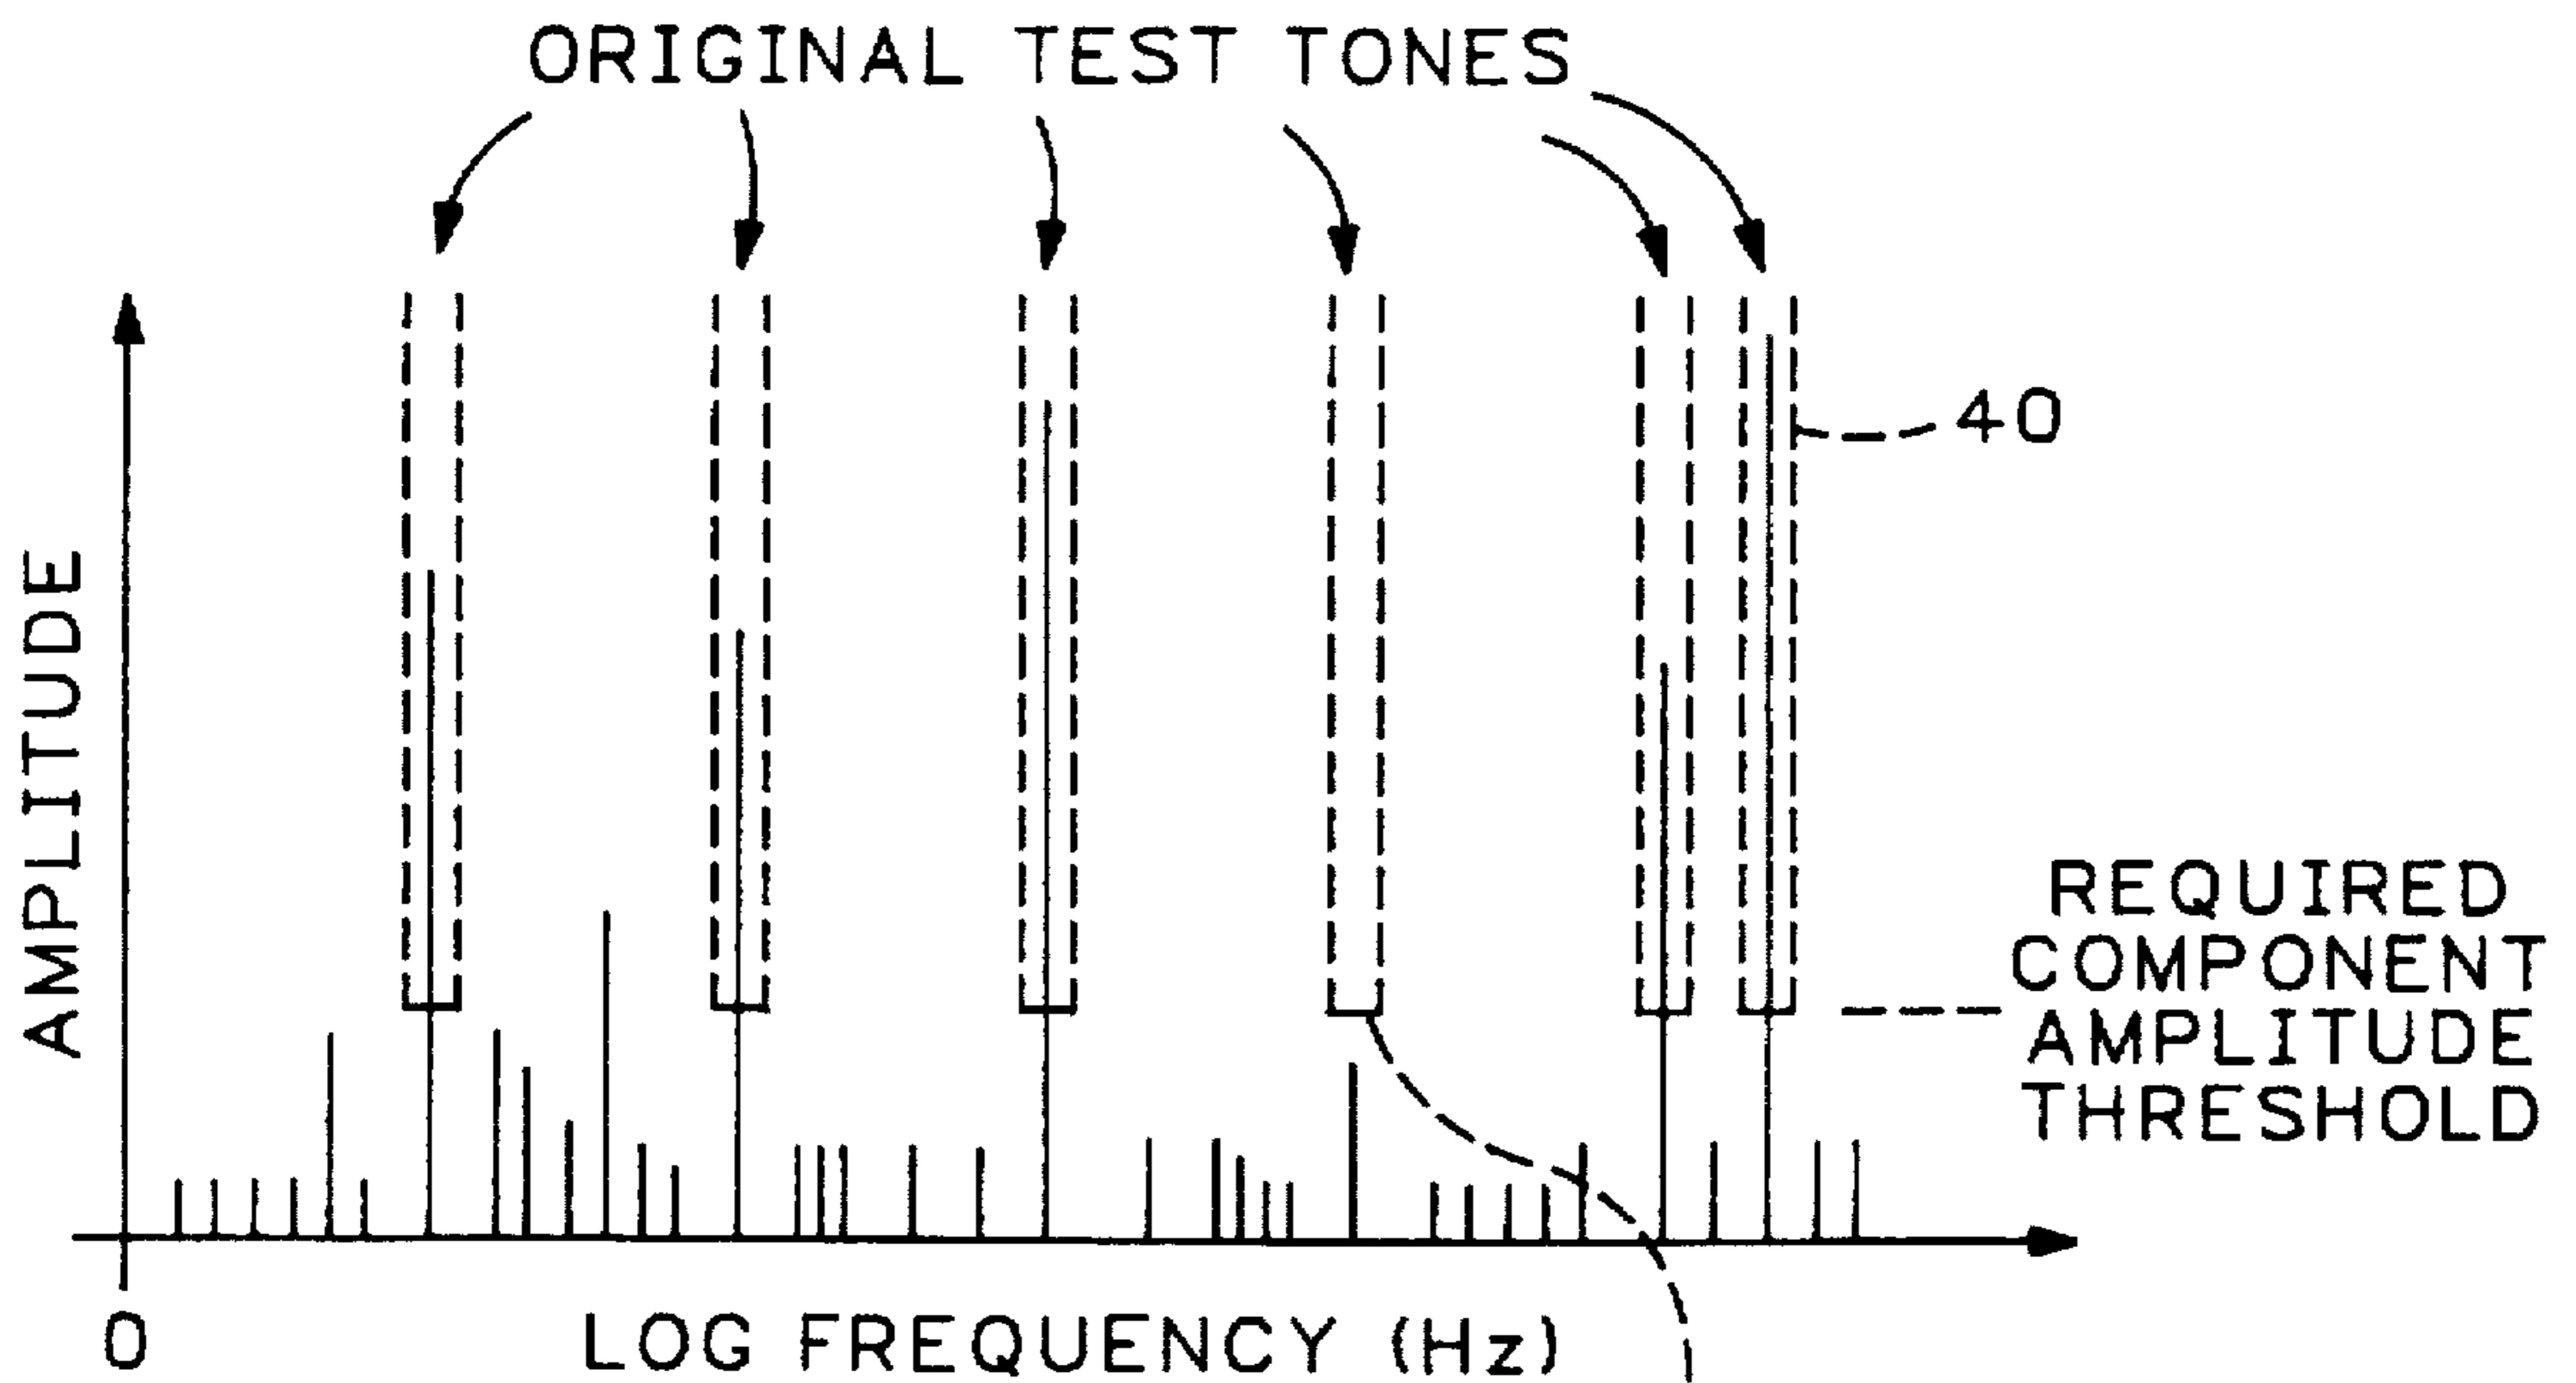 ORIGINAL TEST TONES
40
AMPLITUDE
REQUIRED
COMPONENT
AMPLITUDE
THRESHOLD
0
LOG FREQUENCY (Hz)